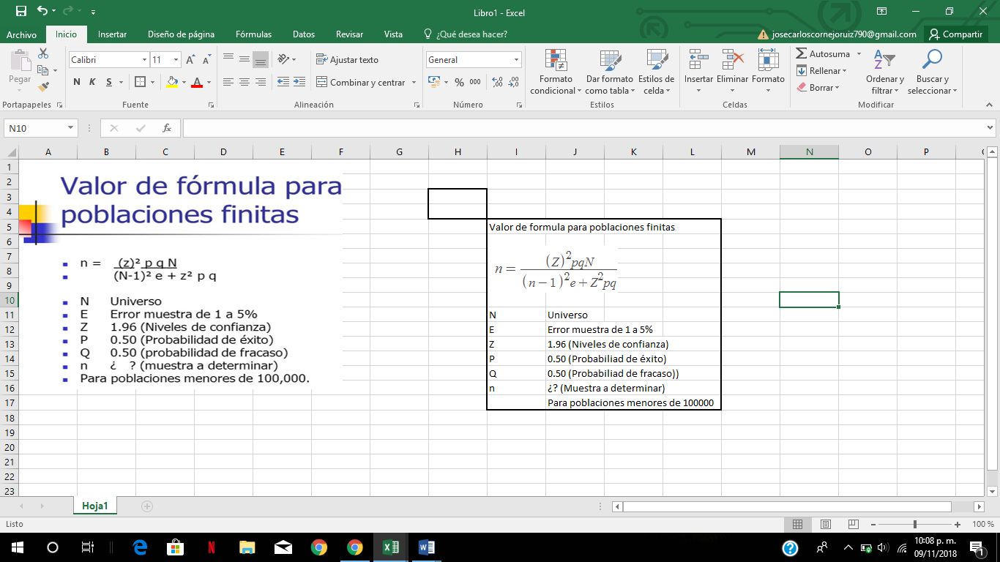 Libro1 - Excel
Archivo Inicio Insertar Diseño de página Fórmulas Datos Revisar Vista ¿Qué desea hacer? josecarloscornejoruiz790@gmail.com Compartir
Pegar
Calibri 11
N K S
Ajustar texto
Combinar y centrar
General
% 000
Formato condicional
Dar formato como tabla
Estilos de celda
Insertar Eliminar Formato
Autosuma
Rellenar
Borrar
Ordenar y filtrar
Buscar y seleccionar
Portapapeles Fuente Alineación Número Estilos Celdas Modificar
N10 fx
A B C D E F G H I J K L M N O P
1
2
3
4
5
6
7
8
9
10
11
12
13
14
15
16
17
18
19
20
21
22
23
Valor de fórmula para
poblaciones finitas
n = (z)² p q N
(N-1)² e + z² p q
N Universo
E Error muestra de 1 a 5%
Z 1.96 (Niveles de confianza)
P 0.50 (Probabilidad de éxito)
Q 0.50 (probabilidad de fracaso)
n ¿ ? (muestra a determinar)
Para poblaciones menores de 100,000.
Valor de formula para poblaciones finitas
n = (Z)²pqN
(n−1)²e+Z²pq
N Universo
E Error muestra de 1 a 5%
Z 1.96 (Niveles de confianza)
P 0.50 (Probabiliad de éxito)
Q 0.50 (Probabiliad de fracaso))
n ¿? (Muestra a determinar)
Para poblaciones menores de 100000
Hoja1
Listo 100 %
10:08 p. m.
09/11/2018
1